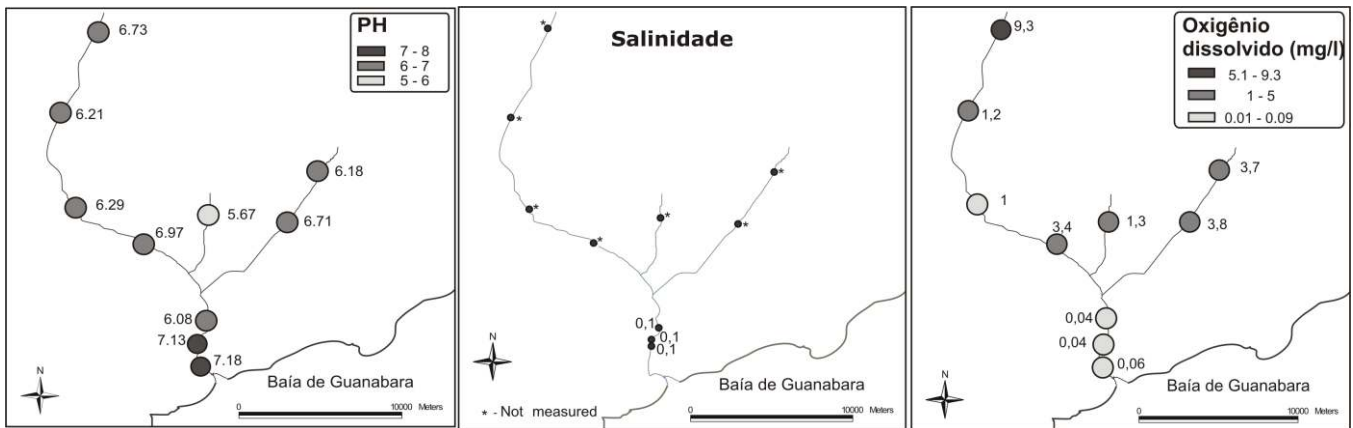 PH
7 - 8
6 - 7
5 - 6
6.73
6.21
6.18
6.29
5.67
6.71
6.97
6.08
7.13
7.18
N
Baía de Guanabara
0 10000 Meters
Salinidade
*
*
*
*
*
*
*
0,1
0,1
0,1
N
Baía de Guanabara
* - Not measured
0 10000 Meters
Oxigênio
dissolvido (mg/l)
5.1 - 9.3
1 - 5
0.01 - 0.09
9,3
1,2
3,7
1
1,3
3,8
3,4
0,04
0,04
0,06
N
Baía de Guanabara
0 10000 Meters